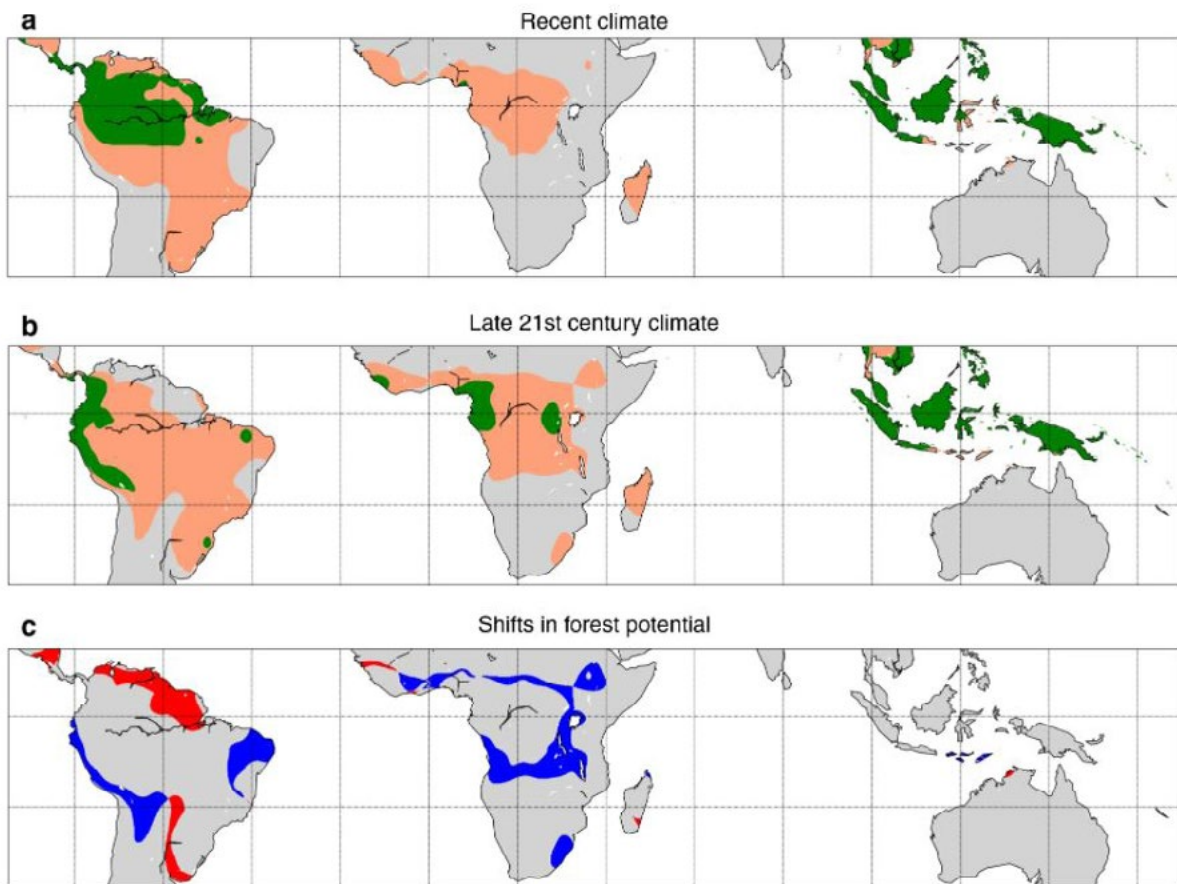 a
Recent climate
b
Late 21st century climate
c
Shifts in forest potential